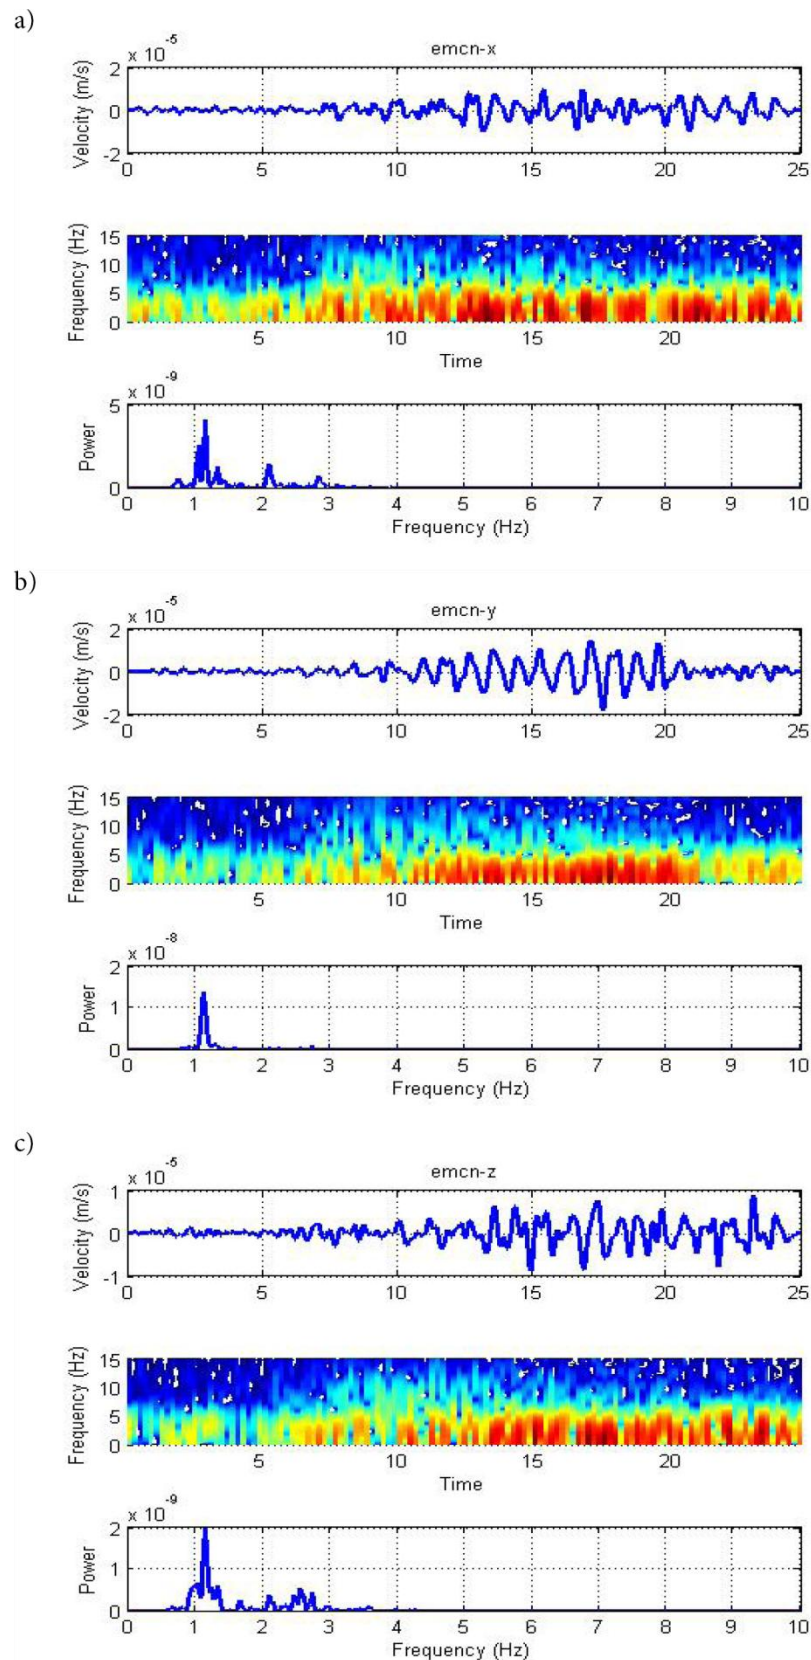 a)
x 10⁻⁵
emcn-x
Velocity (m/s)
2
0
-2
0 5 10 15 20 25
Frequency (Hz)
15
10
5
0
5 10 15 20
Time
x 10⁻⁹
Power
5
0
0 1 2 3 4 5 6 7 8 9 10
Frequency (Hz)
b)
x 10⁻⁵
emcn-y
Velocity (m/s)
2
0
-2
0 5 10 15 20 25
Frequency (Hz)
15
10
5
0
5 10 15 20
Time
x 10⁻⁸
Power
2
1
0
0 1 2 3 4 5 6 7 8 9 10
Frequency (Hz)
c)
x 10⁻⁵
emcn-z
Velocity (m/s)
1
0
-1
0 5 10 15 20 25
Frequency (Hz)
15
10
5
0
5 10 15 20
Time
x 10⁻⁹
Power
2
1
0
0 1 2 3 4 5 6 7 8 9 10
Frequency (Hz)